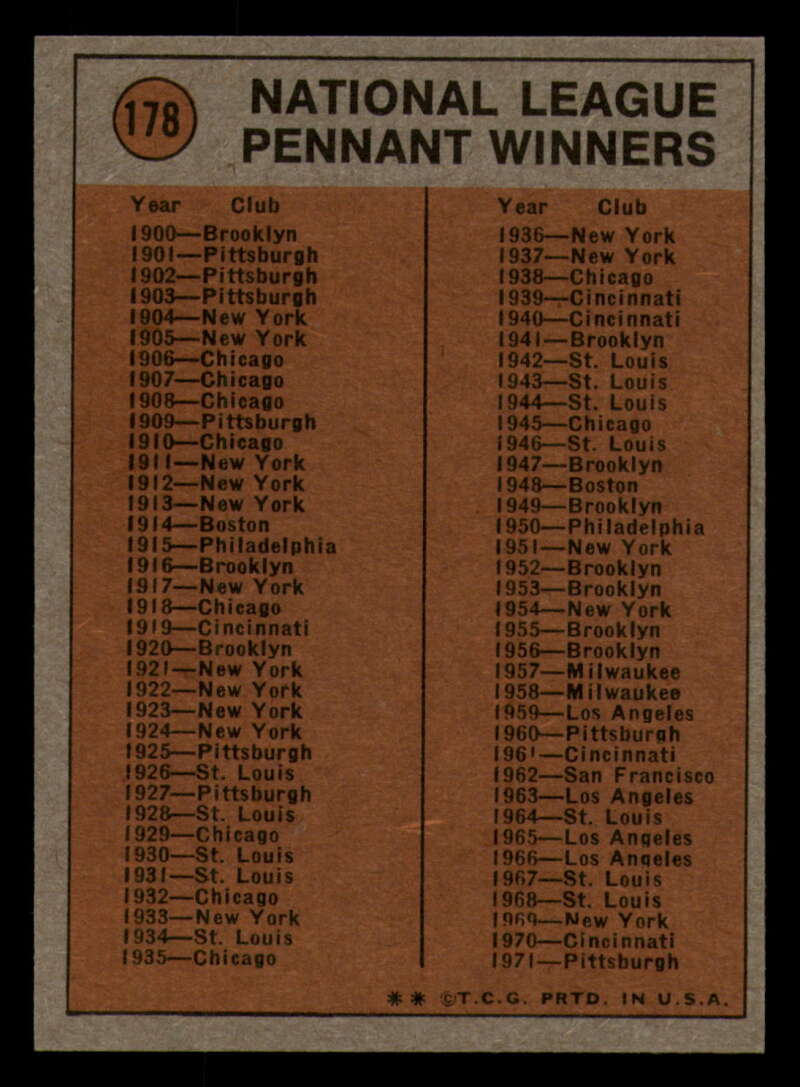 178
NATIONAL LEAGUE
PENNANT WINNERS
Year Club
1900—Brooklyn
1901—Pittsburgh
1902—Pittsburgh
1903—Pittsburgh
1904—New York
1905—New York
1906—Chicago
1907—Chicago
1908—Chicago
1909—Pittsburgh
1910—Chicago
1911—New York
1912—New York
1913—New York
1914—Boston
1915—Philadelphia
1916—Brooklyn
1917—New York
1918—Chicago
1919—Cincinnati
1920—Brooklyn
1921—New York
1922—New York
1923—New York
1924—New York
1925—Pittsburgh
1926—St. Louis
1927—Pittsburgh
1928—St. Louis
1929—Chicago
1930—St. Louis
1931—St. Louis
1932—Chicago
1933—New York
1934—St. Louis
1935—Chicago
Year Club
1936—New York
1937—New York
1938—Chicago
1939—Cincinnati
1940—Cincinnati
1941—Brooklyn
1942—St. Louis
1943—St. Louis
1944—St. Louis
1945—Chicago
1946—St. Louis
1947—Brooklyn
1948—Boston
1949—Brooklyn
1950—Philadelphia
1951—New York
1952—Brooklyn
1953—Brooklyn
1954—New York
1955—Brooklyn
1956—Brooklyn
1957—Milwaukee
1958—Milwaukee
1959—Los Angeles
1960—Pittsburgh
1961—Cincinnati
1962—San Francisco
1963—Los Angeles
1964—St. Louis
1965—Los Angeles
1966—Los Angeles
1967—St. Louis
1968—St. Louis
1969—New York
1970—Cincinnati
1971—Pittsburgh
** ©T.C.G. PRTD. IN U.S.A.